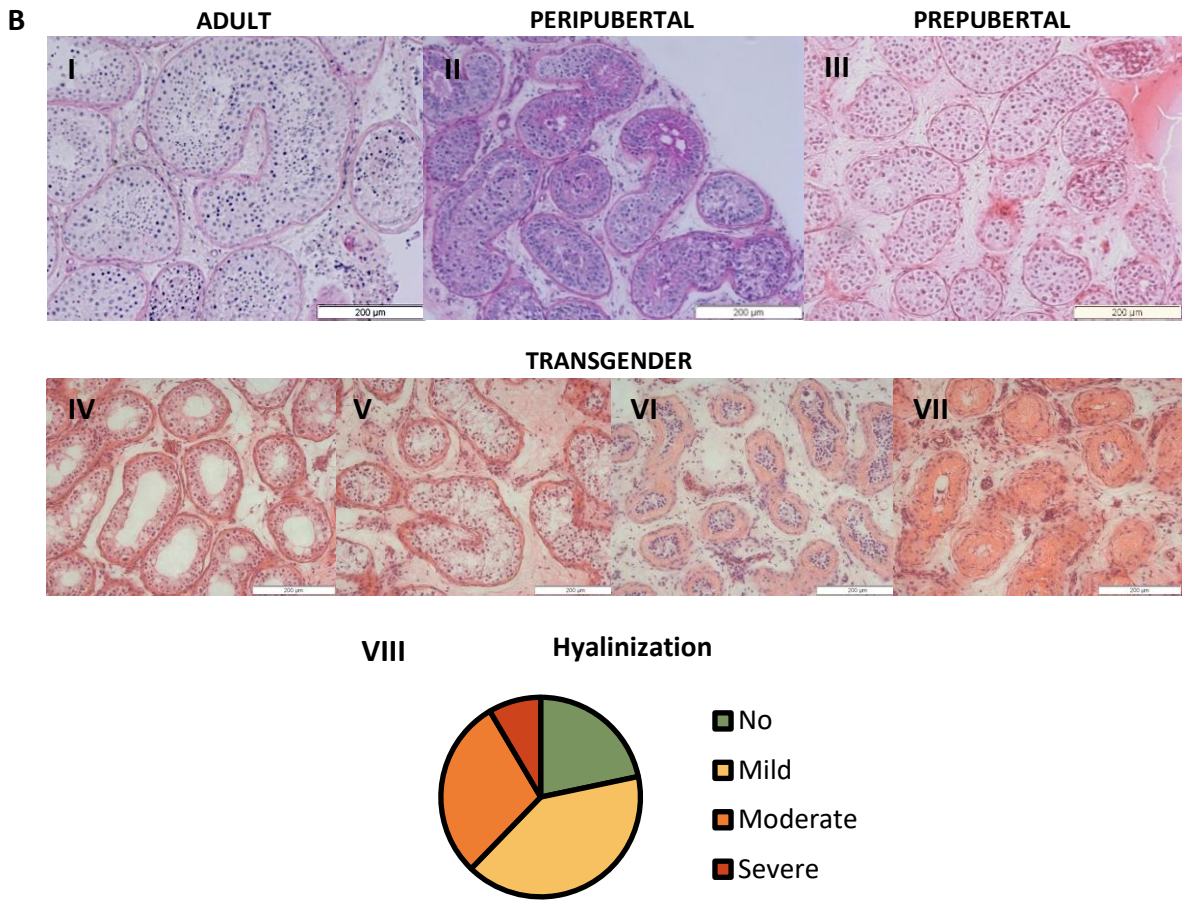 B
ADULT PERIPUBERTAL PREPUBERTAL
I II III
200 µm 200 µm 200 µm
TRANSGENDER
IV V VI VII
200 µm 200 µm 200 µm 200 µm
VIII Hyalinization
No
Mild
Moderate
Severe